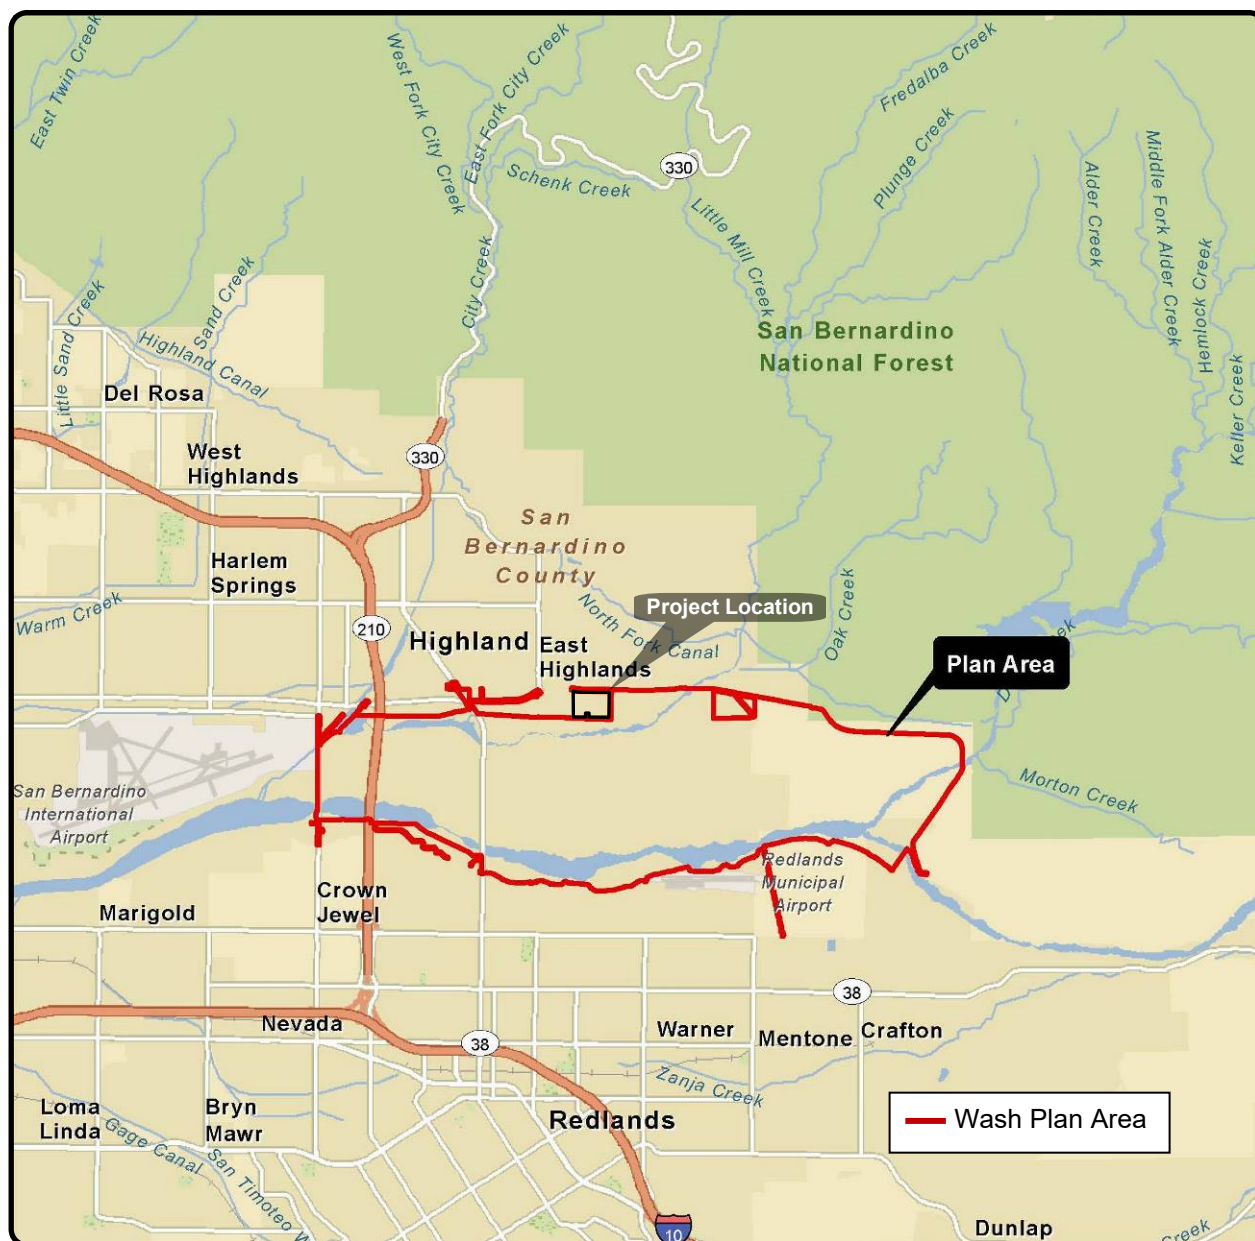 East Twin Creek
West Fork City Creek
East Fork City Creek
Fredalba Creek
330
Schenk Creek
Plunge Creek
Alder Creek
Middle Fork Alder Creek
Hemlock Creek
Keller Creek
Little Mill Creek
City Creek
Sand Creek
Little Sand Creek
Highland Canal
San Bernardino
National Forest
Del Rosa
West
Highlands
330
San
Bernardino
County
Harlem
Springs
Warm Creek
210
North Fork Canal
Project Location
Oak Creek
Highland
East
Highlands
Plan Area
Creek
Morton Creek
San Bernardino
International
Airport
Redlands
Municipal
Airport
Crown
Jewel
Marigold
38
Nevada
38
Warner
Mentone
Crafton
Zanja Creek
Loma
Linda
Bryn
Mawr
Gage Canal
San Timoteo W
Redlands
Wash Plan Area
10
Dunlap
Creek